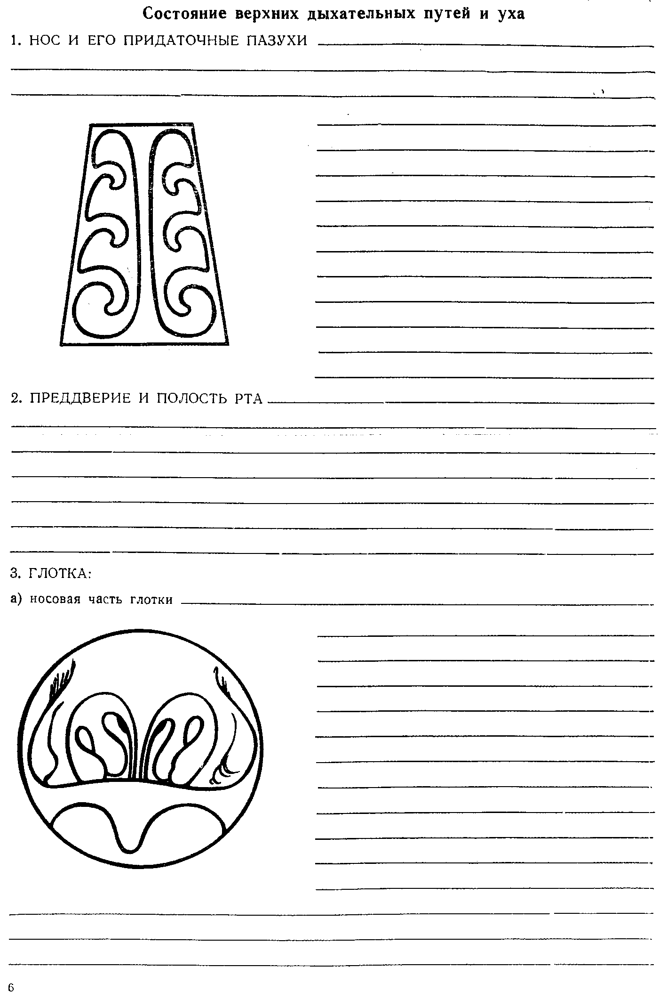 Состояние верхних дыхательных путей и уха
1. НОС И ЕГО ПРИДАТОЧНЫЕ ПАЗУХИ
2. ПРЕДДВЕРИЕ И ПОЛОСТЬ РТА
3. ГЛОТКА:
а) носовая часть глотки
6